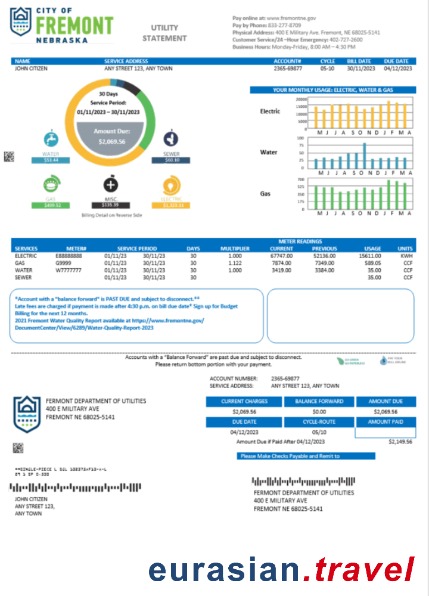 CITY OF
FREMONT
NEBRASKA
UTILITY
STATEMENT
Pay online at: www.fremontne.gov
Pay by Phone: 833-277-8709
Physical Address: 400 E Military Ave. Fremont, NE 68025-5141
Customer Service/24 -Hour Emergency: 402-727-2600
Business Hours: Monday-Friday, 8:00 AM - 4:30 PM
NAME SERVICE ADDRESS ACCOUNT# CYCLE BILL DATE DUE DATE
JOHN CITIZEN ANY STREET 123, ANY TOWN 2365-69877 05-10 30/11/2023 04/12/2023
30 Days
Service Period:
01/11/2023 – 30/11/2023
Amount Due:
$2,069.56
WATER
SEWER
GAS
MISC.
ELECTRIC
Billing Detail on Reverse Side
YOUR MONTHLY USAGE: ELECTRIC, WATER & GAS
Electric
M J J A S O N D J F M A
Water
M J J A S O N D J F M A
Gas
M J J A S O N D J F M A
METER READINGS
SERVICES METER# SERVICE PERIOD DAYS MULTIPLIER CURRENT PREVIOUS USAGE UNITS
ELECTRIC E88888888 01/11/23 30/11/23 30 1.000 67747.00 52136.00 15611.00 KWH
GAS G9999 01/11/23 30/11/23 30 1.122 7874.00 7349.00 589.05 CCF
WATER W7777777 01/11/23 30/11/23 30 1.000 3419.00 3384.00 35.00 CCF
SEWER 01/11/23 30/11/23 30 35.00 CCF
*Account with a "balance forward" is PAST DUE and subject to disconnect.**
Late fees are charged if payment is made after 4:30 p.m. on bill due date* Sign up for Budget
Billing for the next 12 months.
2021 Fremont Water Quality Report available at https://www.fremontne.gov/
DocumentCenter/View/6289/Water-Quality-Report-2023
Accounts with a "Balance Forward" are past due and subject to disconnect.
Please return bottom portion with your payment.
ACCOUNT NUMBER: 2365-69877
SERVICE ADDRESS: ANY STREET 123, ANY TOWN
FERMONT DEPARTMENT OF UTILITIES
400 E MILITARY AVE
FREMONT NE 68025-5141
CURRENT CHARGES BALANCE FORWARD AMOUNT DUE
$2,069.56 $0.00 $2,069.56
DUE DATE CYCLE-ROUTE AMOUNT PAID
04/12/2023 05/10
Amount Due if Paid After 04/12/2023 $2,149.56
Please Make Checks Payable and Remit to
JOHN CITIZEN
ANY STREET 123,
ANY TOWN
FERMONT DEPARTMENT OF UTILITIES
400 E MILITARY AVE
FREMONT NE 68025-5141
eurasian.travel